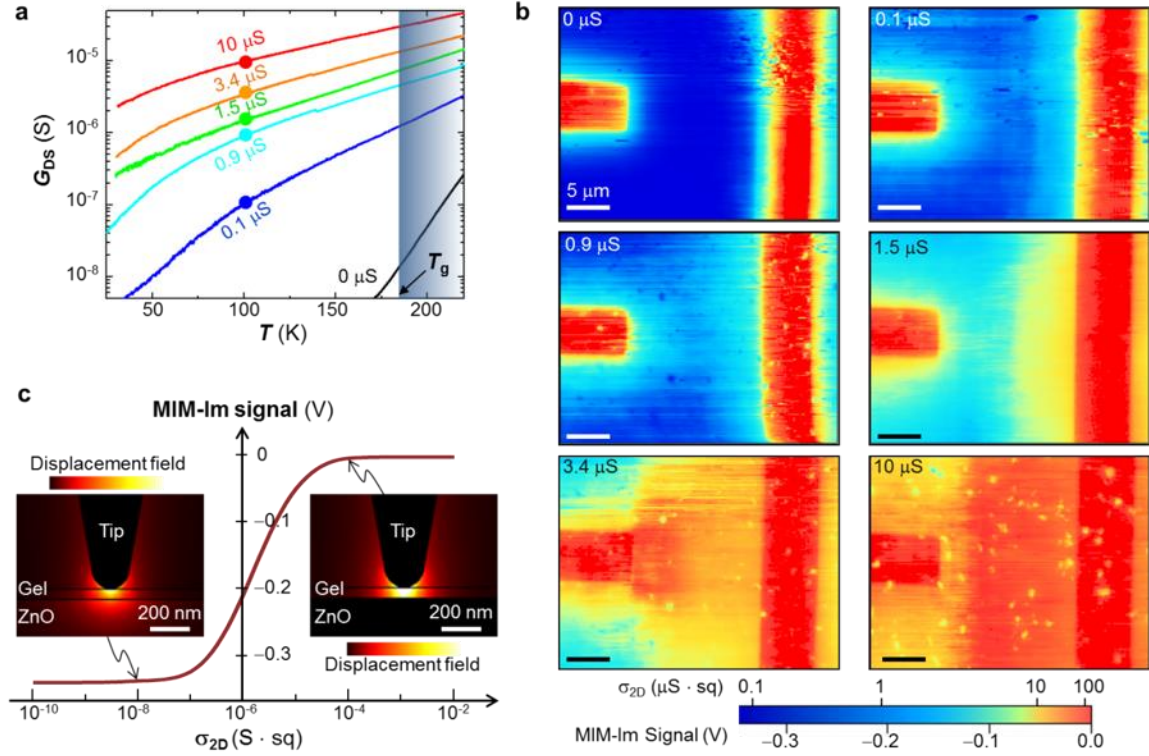 a
10 µS
3.4 µS
1.5 µS
0.9 µS
0.1 µS
0 µS
Tg
10⁻⁵
10⁻⁶
10⁻⁷
10⁻⁸
GDS (S)
50
100
150
200
T (K)
b
0 µS
5 µm
0.1 µS
0.9 µS
1.5 µS
3.4 µS
10 µS
σ2D (µS · sq)
0.1
1
10
100
MIM-Im Signal (V)
−0.3
−0.2
−0.1
0.0
c
MIM-Im signal (V)
0
−0.1
−0.2
−0.3
Displacement field
Tip
Gel
ZnO
200 nm
Tip
Gel
ZnO
200 nm
Displacement field
10⁻¹⁰
10⁻⁸
10⁻⁶
10⁻⁴
10⁻²
σ2D (S · sq)